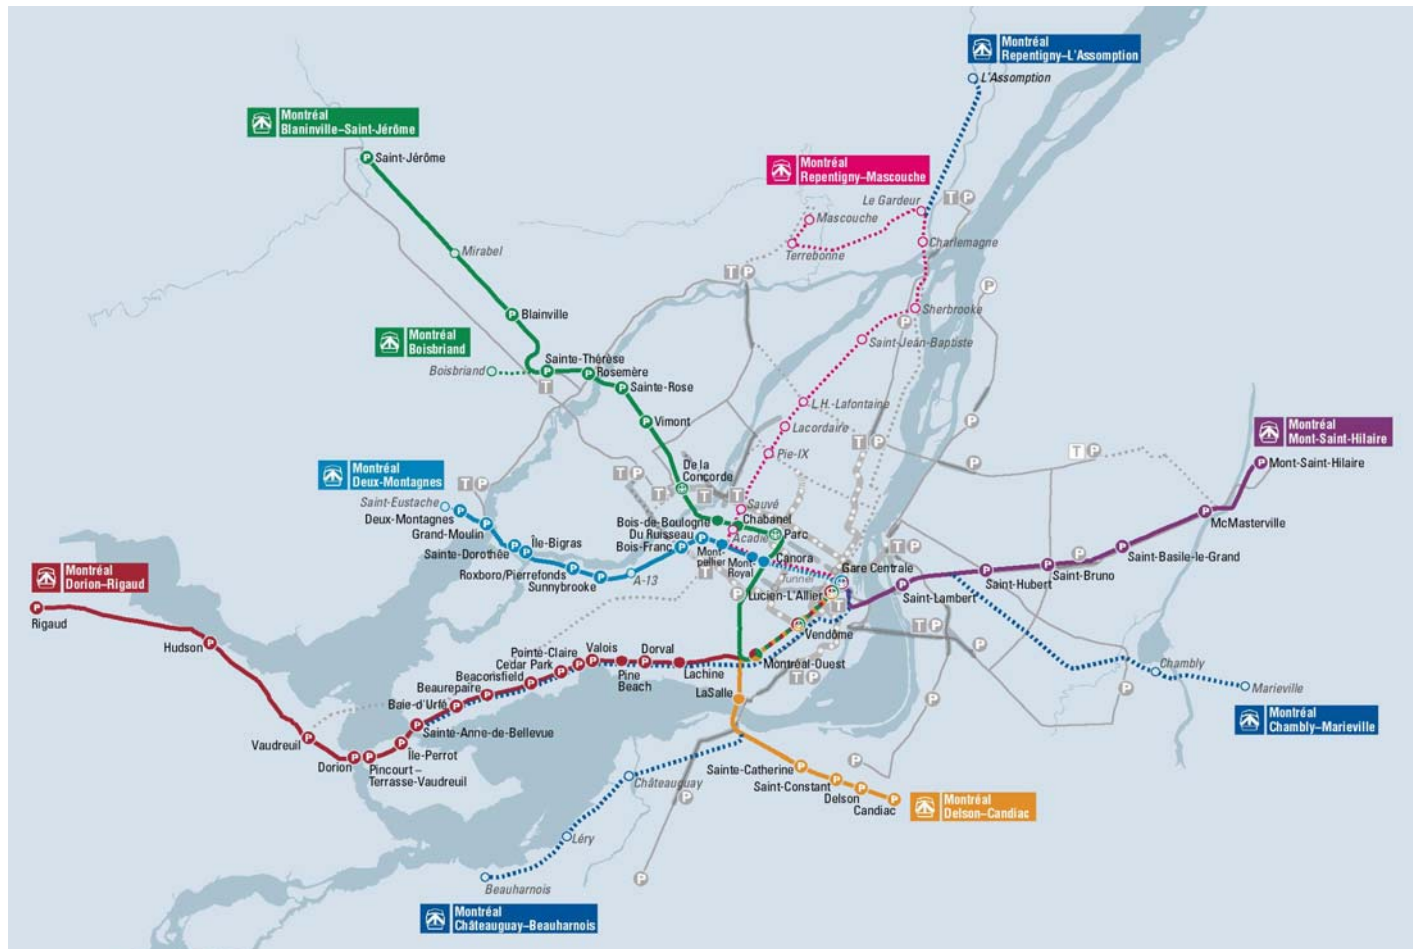 Montréal
Repentigny–L'Assomption
L'Assomption
Montréal
Blaninville–Saint-Jérôme
Saint-Jérôme
Montréal
Repentigny–Mascouche
Le Gardeur
Mascouche
Charlemagne
Terrebonne
Mirabel
T P
T P
P
Blainville
Sherbrooke
P
Montréal
Boisbriand
Saint-Jean-Baptiste
Sainte-Thérèse
Boisbriand
Rosemère
T
Sainte-Rose
P
L.H.-Lafontaine
Vimont
Lacordaire
P
Montréal
Mont-Saint-Hilaire
T P
Pie-IX
T P
De la
Concorde
P
Mont-Saint-Hilaire
Montréal
Deux-Montagnes
T P
T P
T
T
T
Saint-Eustache
Sauvé
Deux-Montagnes
Bois-de-Boulogne
Chabanel
McMasterville
Grand-Moulin
Du Ruisseau
Acadie
Parc
Île-Bigras
Bois-Franc
Sainte-Dorothée
Mont-
pellier
Mont-
Royal
Canora
T P
Saint-Basile-le-Grand
P
Montréal
Dorion–Rigaud
Roxboro/Pierrefonds
A-13
T
Tunnel
Gare Centrale
Saint-Bruno
Sunnybrooke
P
Lucien-L'Allier
Saint-Hubert
Saint-Lambert
T
Rigaud
Hudson
Vendôme
T P
Pointe-Claire
Valois
Dorval
Cedar Park
Montréal-Ouest
Chambly
Beaconsfield
Pine
Beach
Lachine
T P
P
Marieville
Beaurepaire
LaSalle
P
Baie-d'Urfé
Montréal
Chambly–Marieville
Vaudreuil
Sainte-Anne-de-Bellevue
Île-Perrot
Dorion
Pincourt –
Terrasse-Vaudreuil
P
Sainte-Catherine
Châteauguay
Saint-Constant
P
Delson
Candiac
Montréal
Delson–Candiac
Léry
Beauharnois
P
Montréal
Châteauguay–Beauharnois